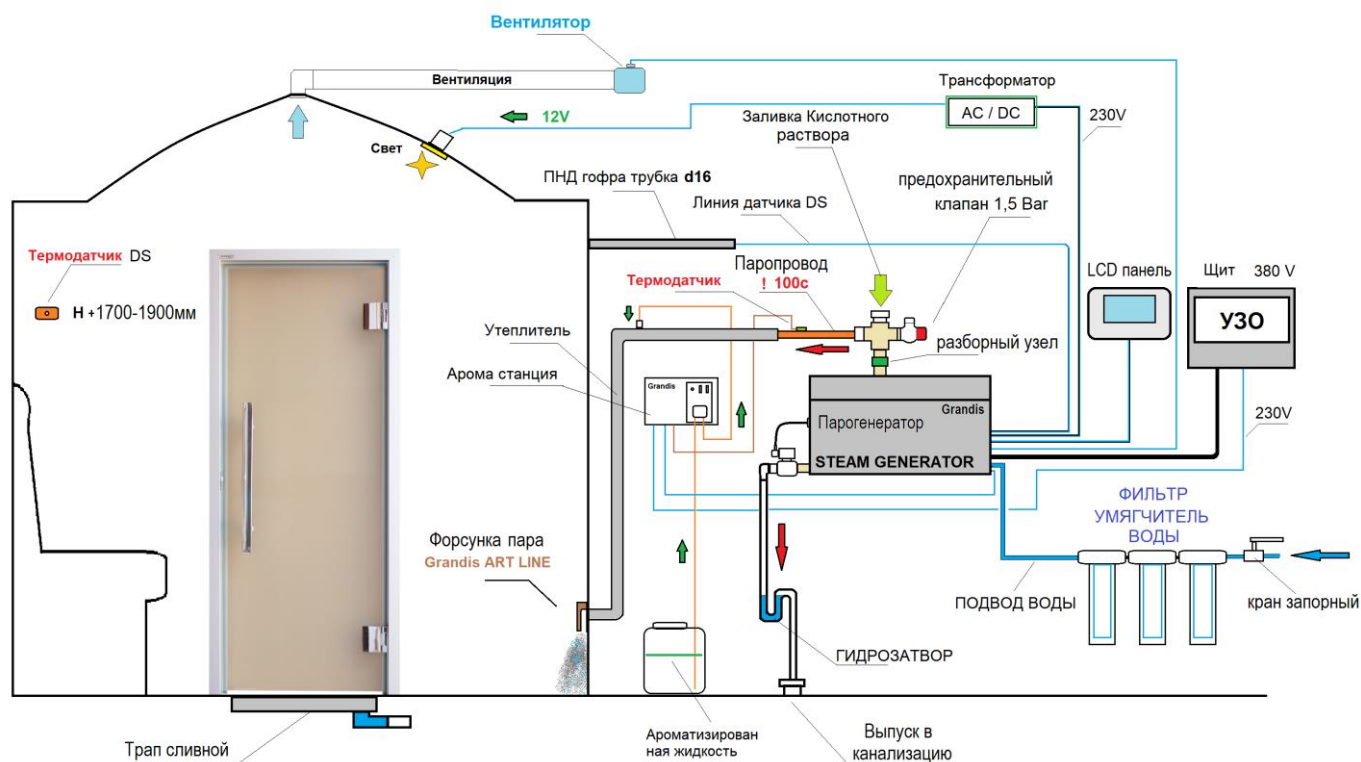 Вентилятор
Вентиляция
Трансформатор
AC / DC
12V
Свет
Заливка Кислотного
раствора
230V
ПНД гофра трубка d16
предохранительный
клапан 1,5 Bar
Линия датчика DS
Термодатчик DS
H +1700-1900мм
Термодатчик
Паропровод
! 100c
LCD панель
Щит 380 V
УЗО
Утеплитель
разборный узел
Арома станция
Grandis
Grandis
Парогенератор
STEAM GENERATOR
230V
ФИЛЬТР
УМЯГЧИТЕЛЬ
ВОДЫ
Форсунка пара
Grandis ART LINE
ПОДВОД ВОДЫ
кран запорный
ГИДРОЗАТВОР
Трап сливной
Ароматизирован
ная жидкость
Выпуск в
канализацию